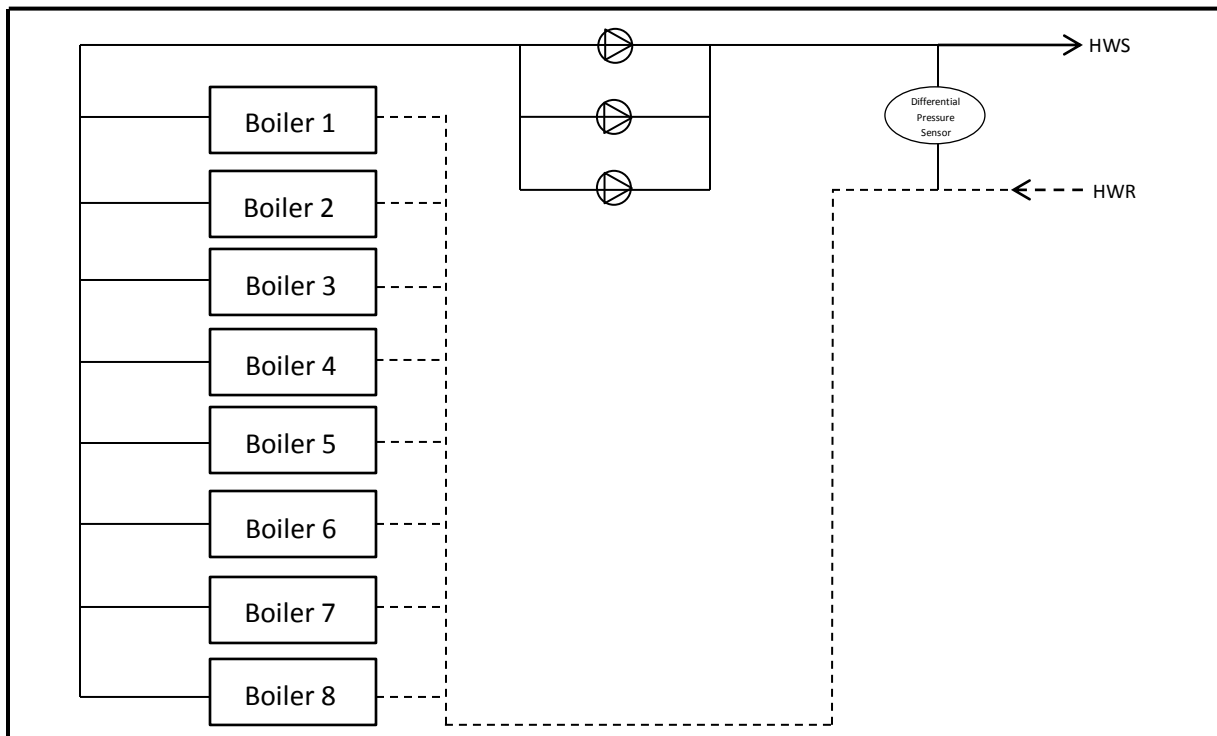 HWS
Boiler 1
Differential
Pressure
Sensor
Boiler 2
HWR
Boiler 3
Boiler 4
Boiler 5
Boiler 6
Boiler 7
Boiler 8